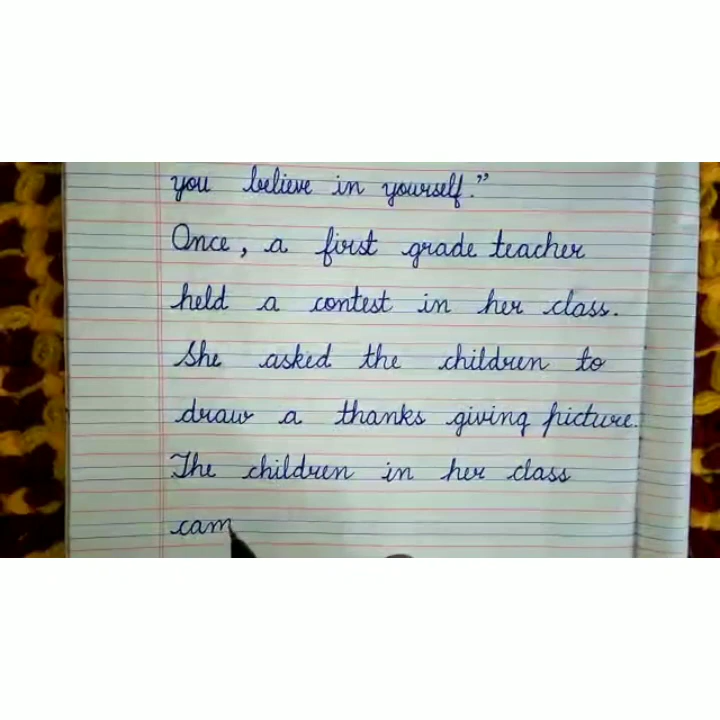 you believe in yourself."
Once, a first grade teacher
held a contest in her class.
She asked the children to
draw a thanks giving picture.
The children in her class
cam